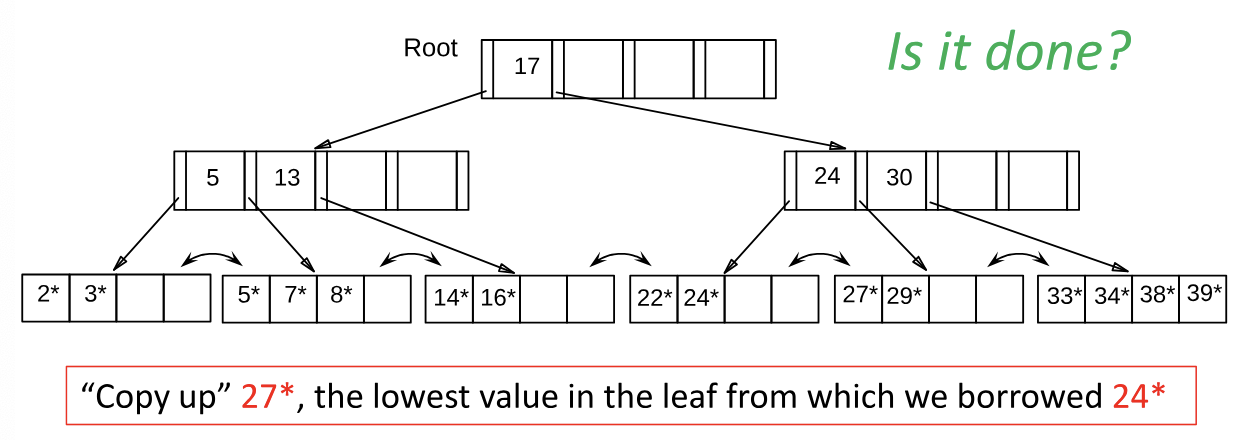 Root
17
Is it done?
5 13
24 30
2* 3*
5* 7* 8*
14* 16*
22* 24*
27* 29*
33* 34* 38* 39*
“Copy up” 27*, the lowest value in the leaf from which we borrowed 24*